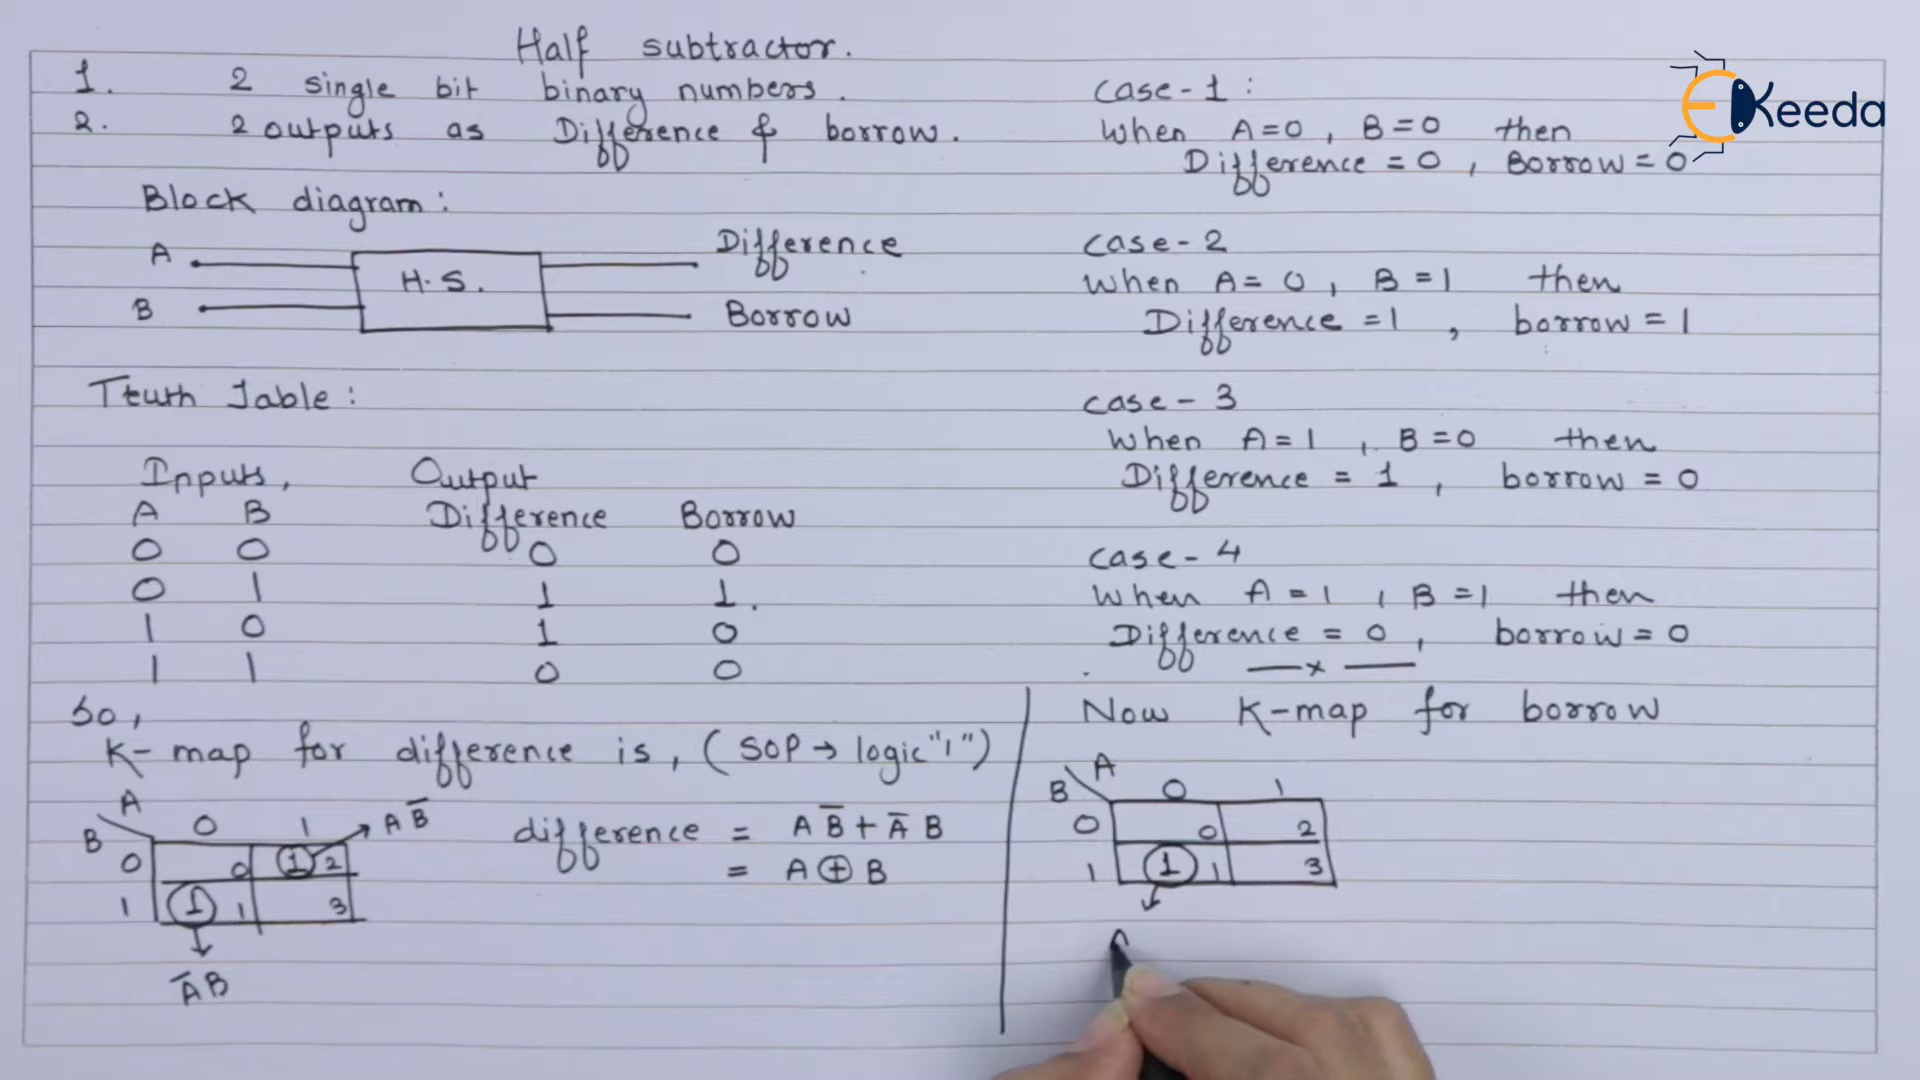 Half subtractor.
1. 2 single bit binary numbers.
2. 2 outputs as Difference & borrow.
Block diagram:
A
H.S.
Difference
B
Borrow
Truth Table:
Inputs, Output
A B Difference Borrow
0 0 0 0
0 1 1 1.
1 0 1 0
1 1 0 0
So,
K-map for difference is, (SOP → logic "1")
A
B 0 1 A B̅
0 0 1 2
1 1 1 3
A̅ B
difference = A B̅ + A̅ B
= A ⊕ B
EKeeda
Case-1:
When A=0, B=0 then
Difference = 0, Borrow = 0
Case-2
When A= 0, B =1 then
Difference =1, borrow = 1
Case-3
When A=1, B=0 then
Difference = 1, borrow = 0
Case-4
When A=1, B=1 then
Difference = 0, borrow = 0
—x—
Now K-map for borrow
A
B 0 1
0 0 2
1 1 1 3
A